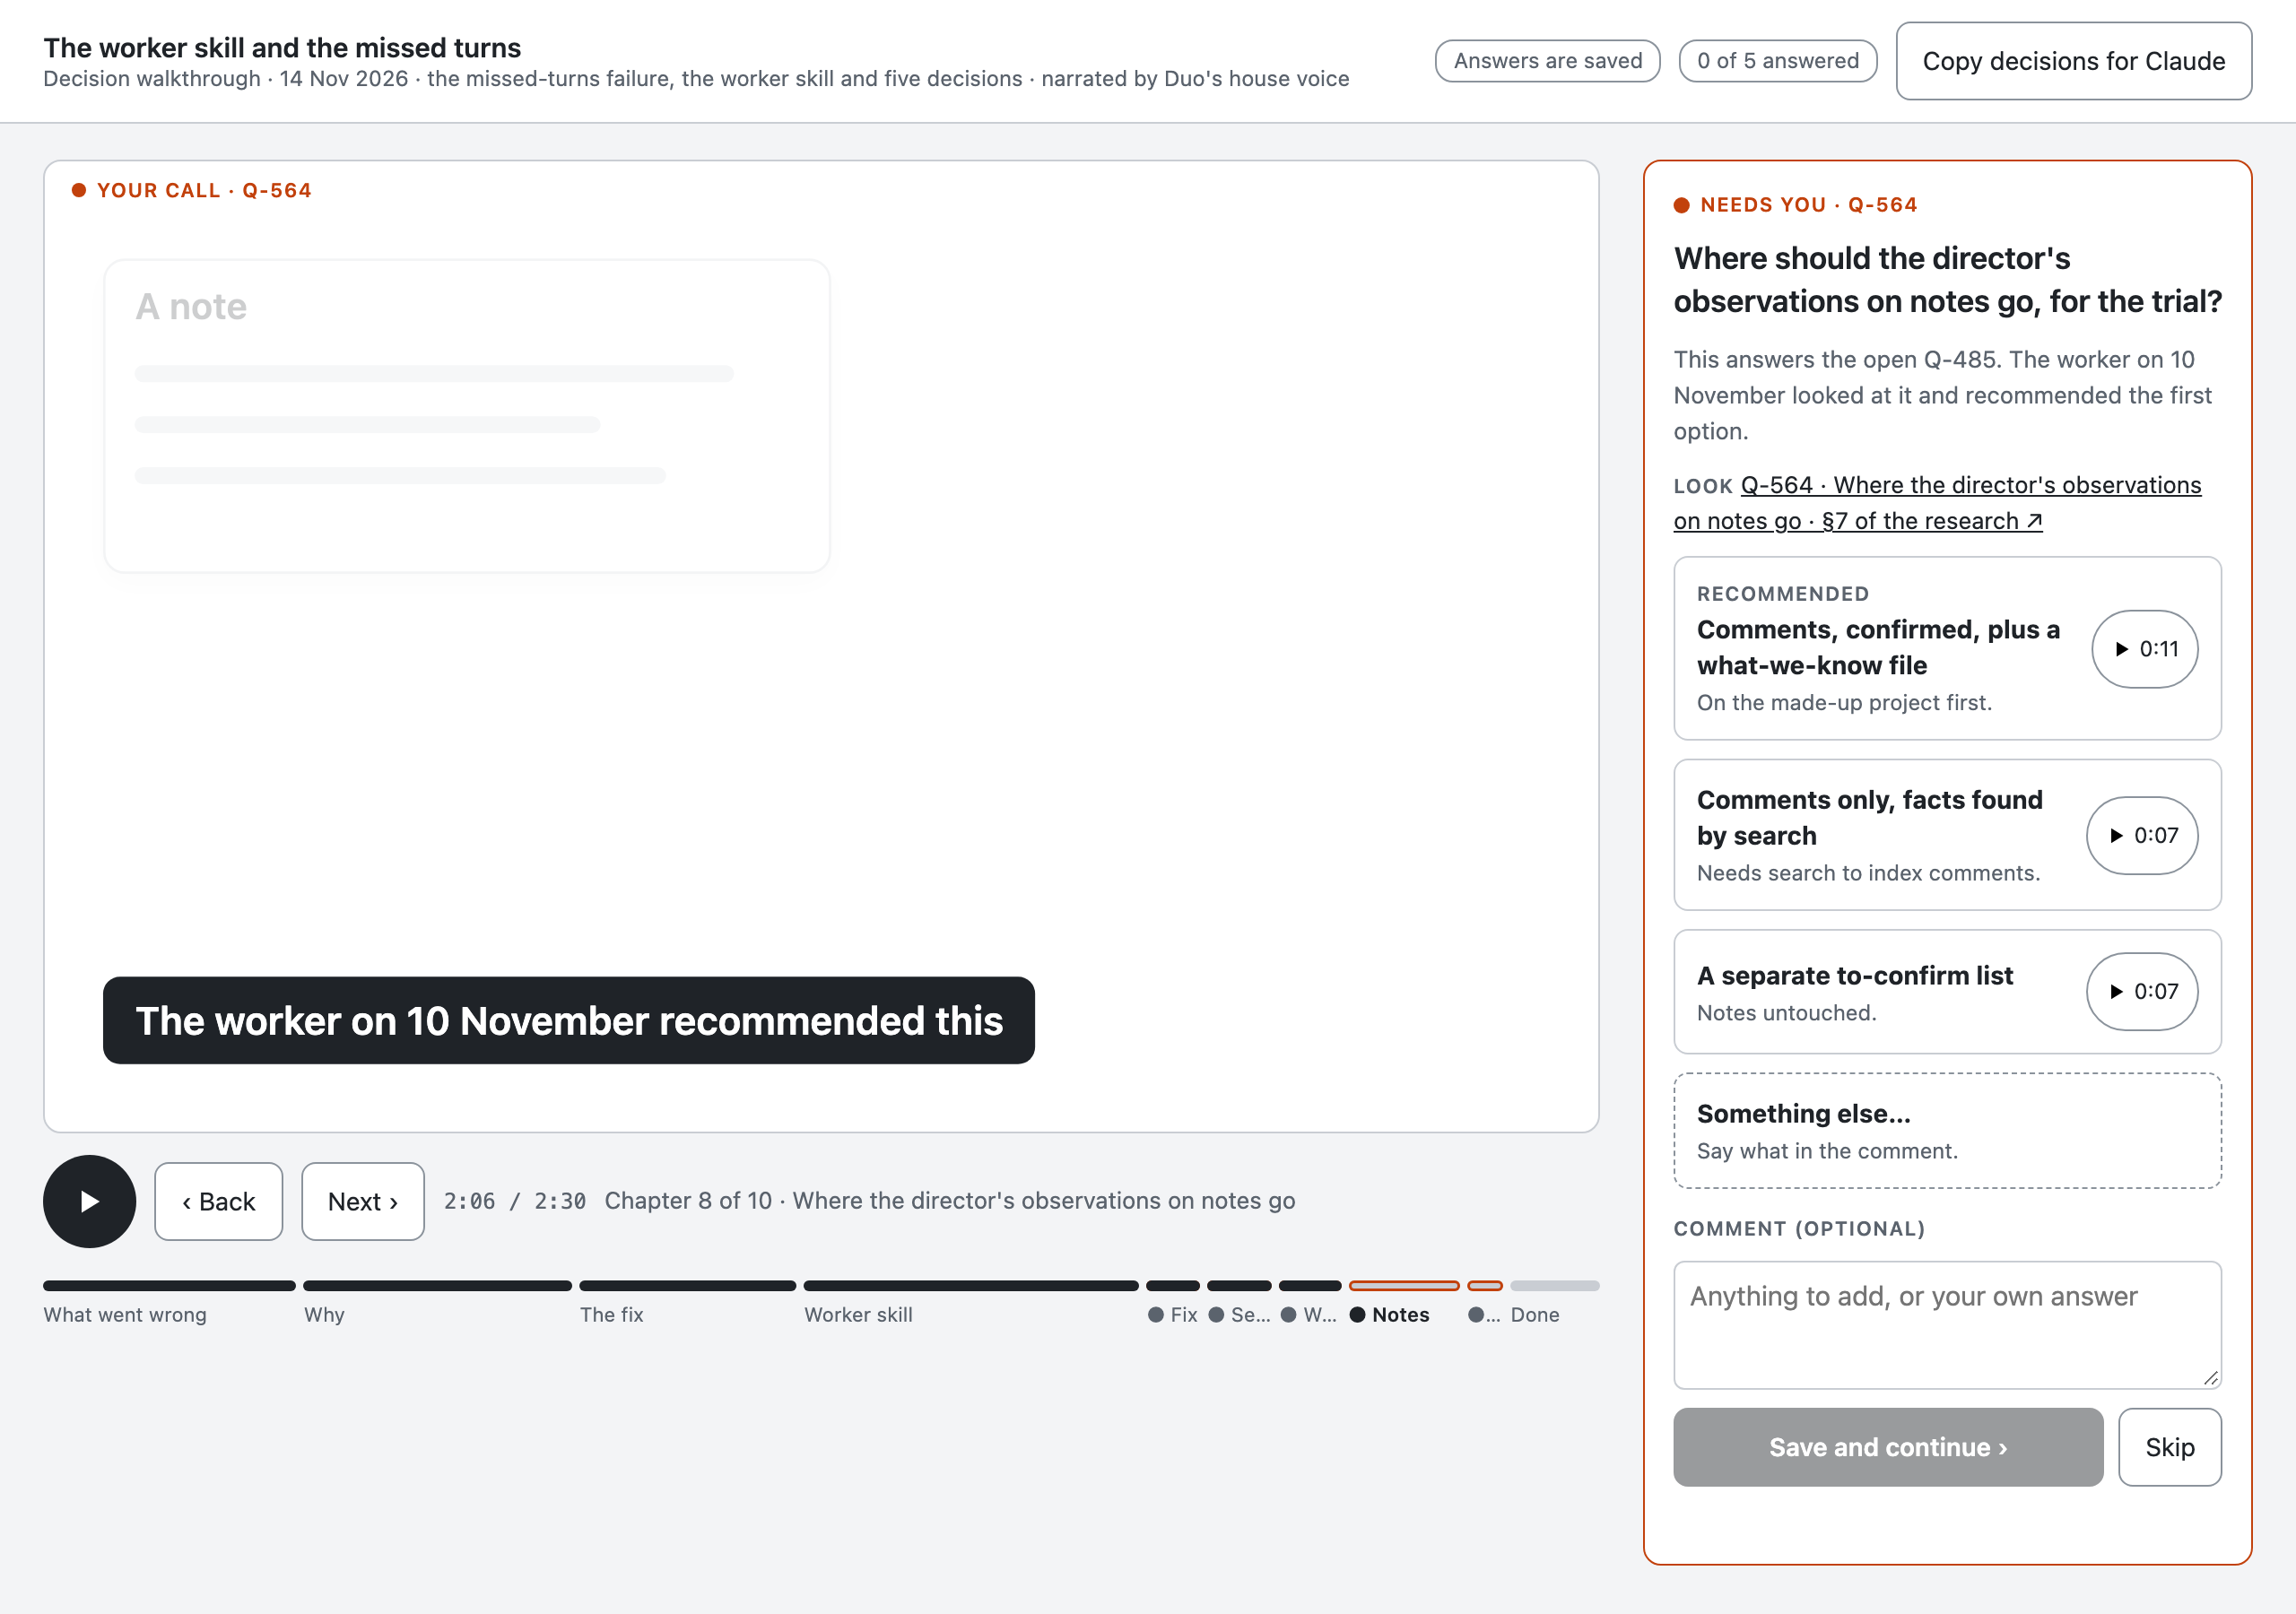 The worker skill and the missed turns
Decision walkthrough · 14 Nov 2026 · the missed-turns failure, the worker skill and five decisions · narrated by Duo's house voice
Answers are saved
0 of 5 answered
Copy decisions for Claude
YOUR CALL · Q-564
A note
The worker on 10 November recommended this
‹ Back
Next ›
2:06 / 2:30
Chapter 8 of 10 · Where the director's observations on notes go
What went wrong
Why
The fix
Worker skill
Fix
Se...
W...
Notes
...
Done
NEEDS YOU · Q-564
Where should the director's
observations on notes go, for the trial?
This answers the open Q-485. The worker on 10
November looked at it and recommended the first
option.
LOOK Q-564 · Where the director's observations
on notes go · §7 of the research ↗
RECOMMENDED
Comments, confirmed, plus a
what-we-know file
On the made-up project first.
0:11
Comments only, facts found
by search
Needs search to index comments.
0:07
A separate to-confirm list
Notes untouched.
0:07
Something else...
Say what in the comment.
COMMENT (OPTIONAL)
Anything to add, or your own answer
Save and continue ›
Skip